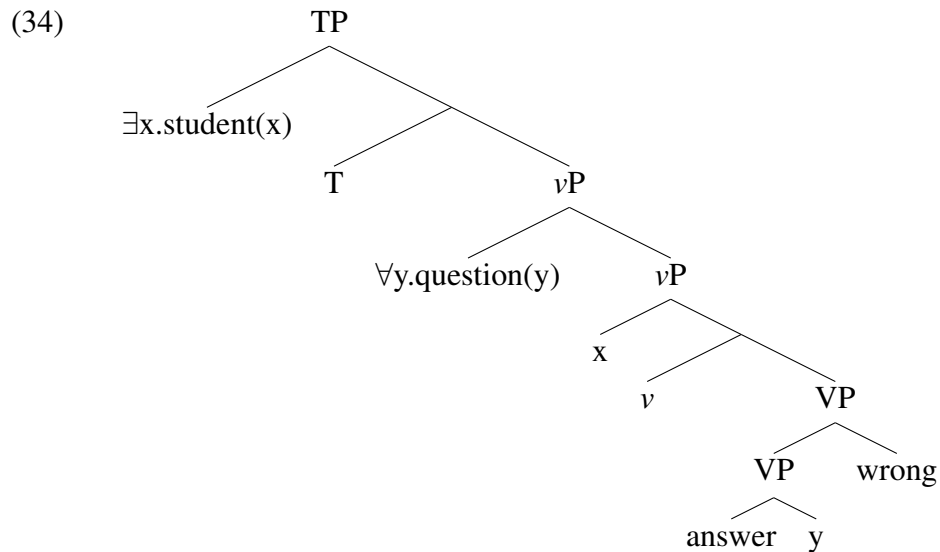 (34) TP
∃x.student(x)
T vP
∀y.question(y) vP
x
v VP
VP wrong
answer y